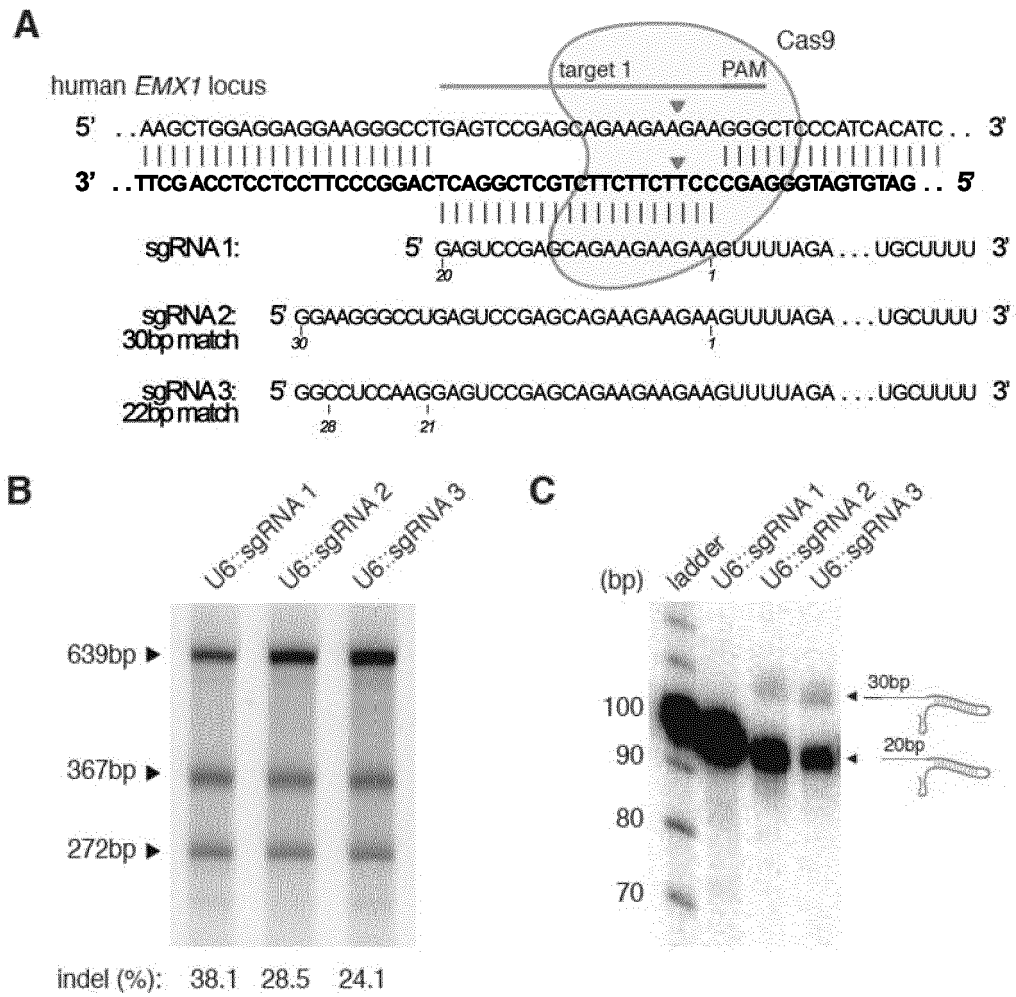 A
Cas9
target 1 PAM
human EMX1 locus
5' ..AAGCTGGAGGAGGAAGGGCCTGAGTCCGAGCAGAAGAAGAAGGGCTCCCATCACATC.. 3'
3' ..TTCGACCTCCTCCTTCCCGGACTCAGGCTCGTCTTCTTCTTCCCGAGGGTAGTGTAG.. 5'
sgRNA 1: 5' GAGUCCGAGCAGAAGAAGAAGUUUUAGA...UGCUUUU 3'
20 1
sgRNA 2: 5' GGAAGGGCCUGAGUCCGAGCAGAAGAAGAAGUUUUAGA...UGCUUUU 3'
30bp match 30 1
sgRNA 3: 5' GGCCUCCAAGGAGUCCGAGCAGAAGAAGAAGUUUUAGA...UGCUUUU 3'
22bp match 28 21
B
U6::sgRNA 1 U6::sgRNA 2 U6::sgRNA 3
639bp
367bp
272bp
indel (%): 38.1 28.5 24.1
C
(bp) ladder U6::sgRNA 1 U6::sgRNA 2 U6::sgRNA 3
30bp
100
20bp
90
80
70